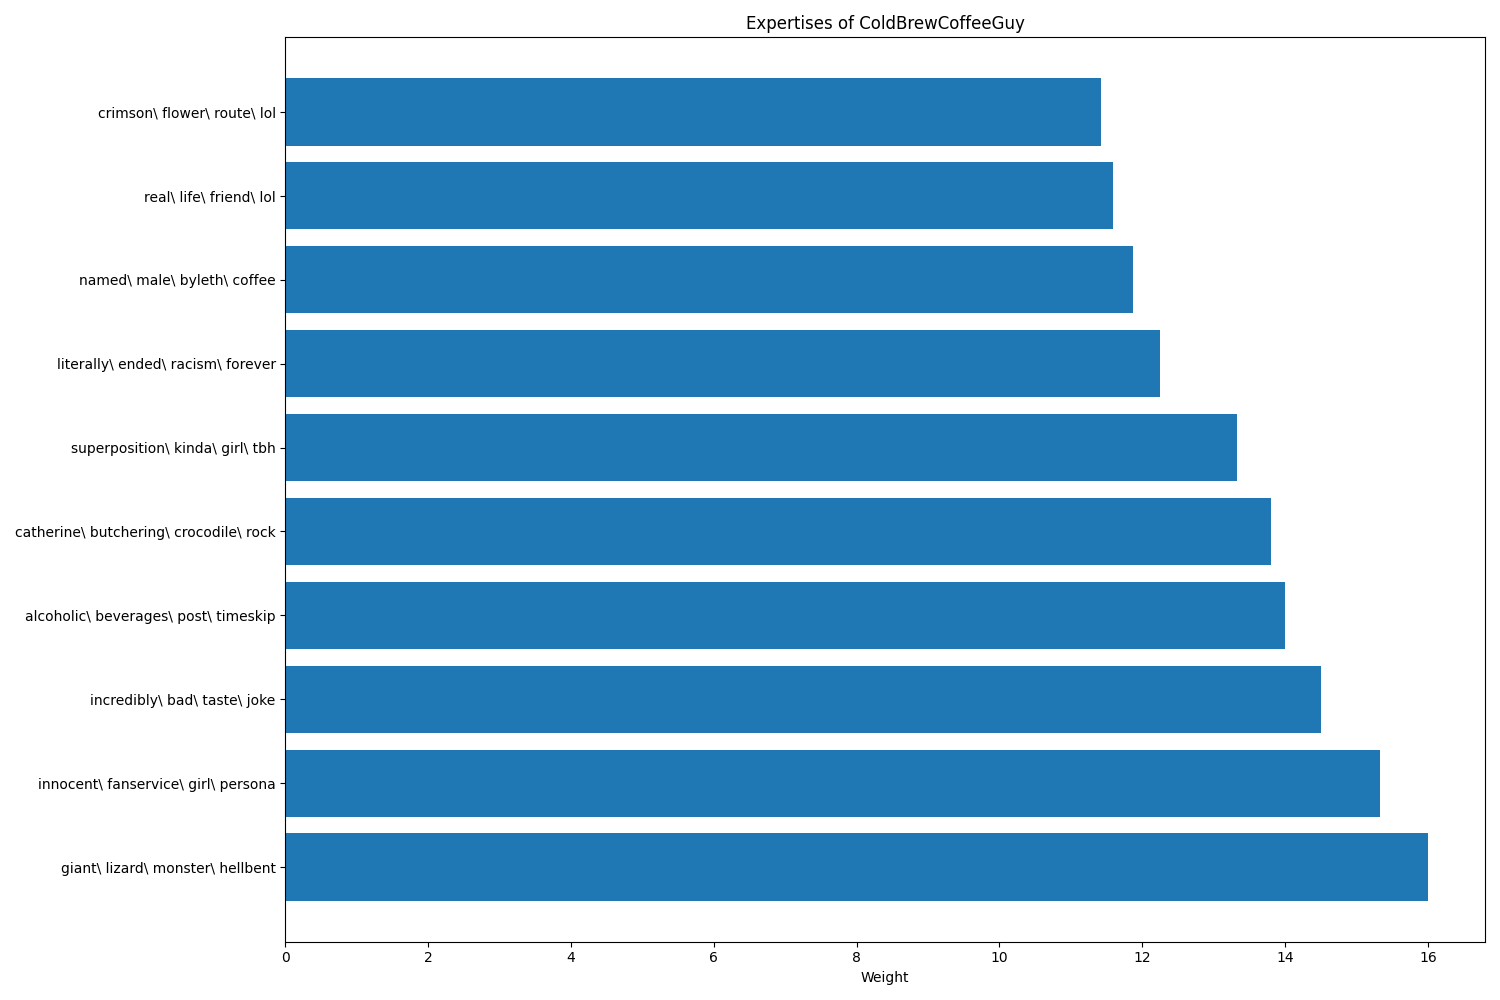 Expertises of ColdBrewCoffeeGuy
crimson\ flower\ route\ lol
real\ life\ friend\ lol
named\ male\ byleth\ coffee
literally\ ended\ racism\ forever
superposition\ kinda\ girl\ tbh
catherine\ butchering\ crocodile\ rock
alcoholic\ beverages\ post\ timeskip
incredibly\ bad\ taste\ joke
innocent\ fanservice\ girl\ persona
giant\ lizard\ monster\ hellbent
0 2 4 6 8 10 12 14 16
Weight